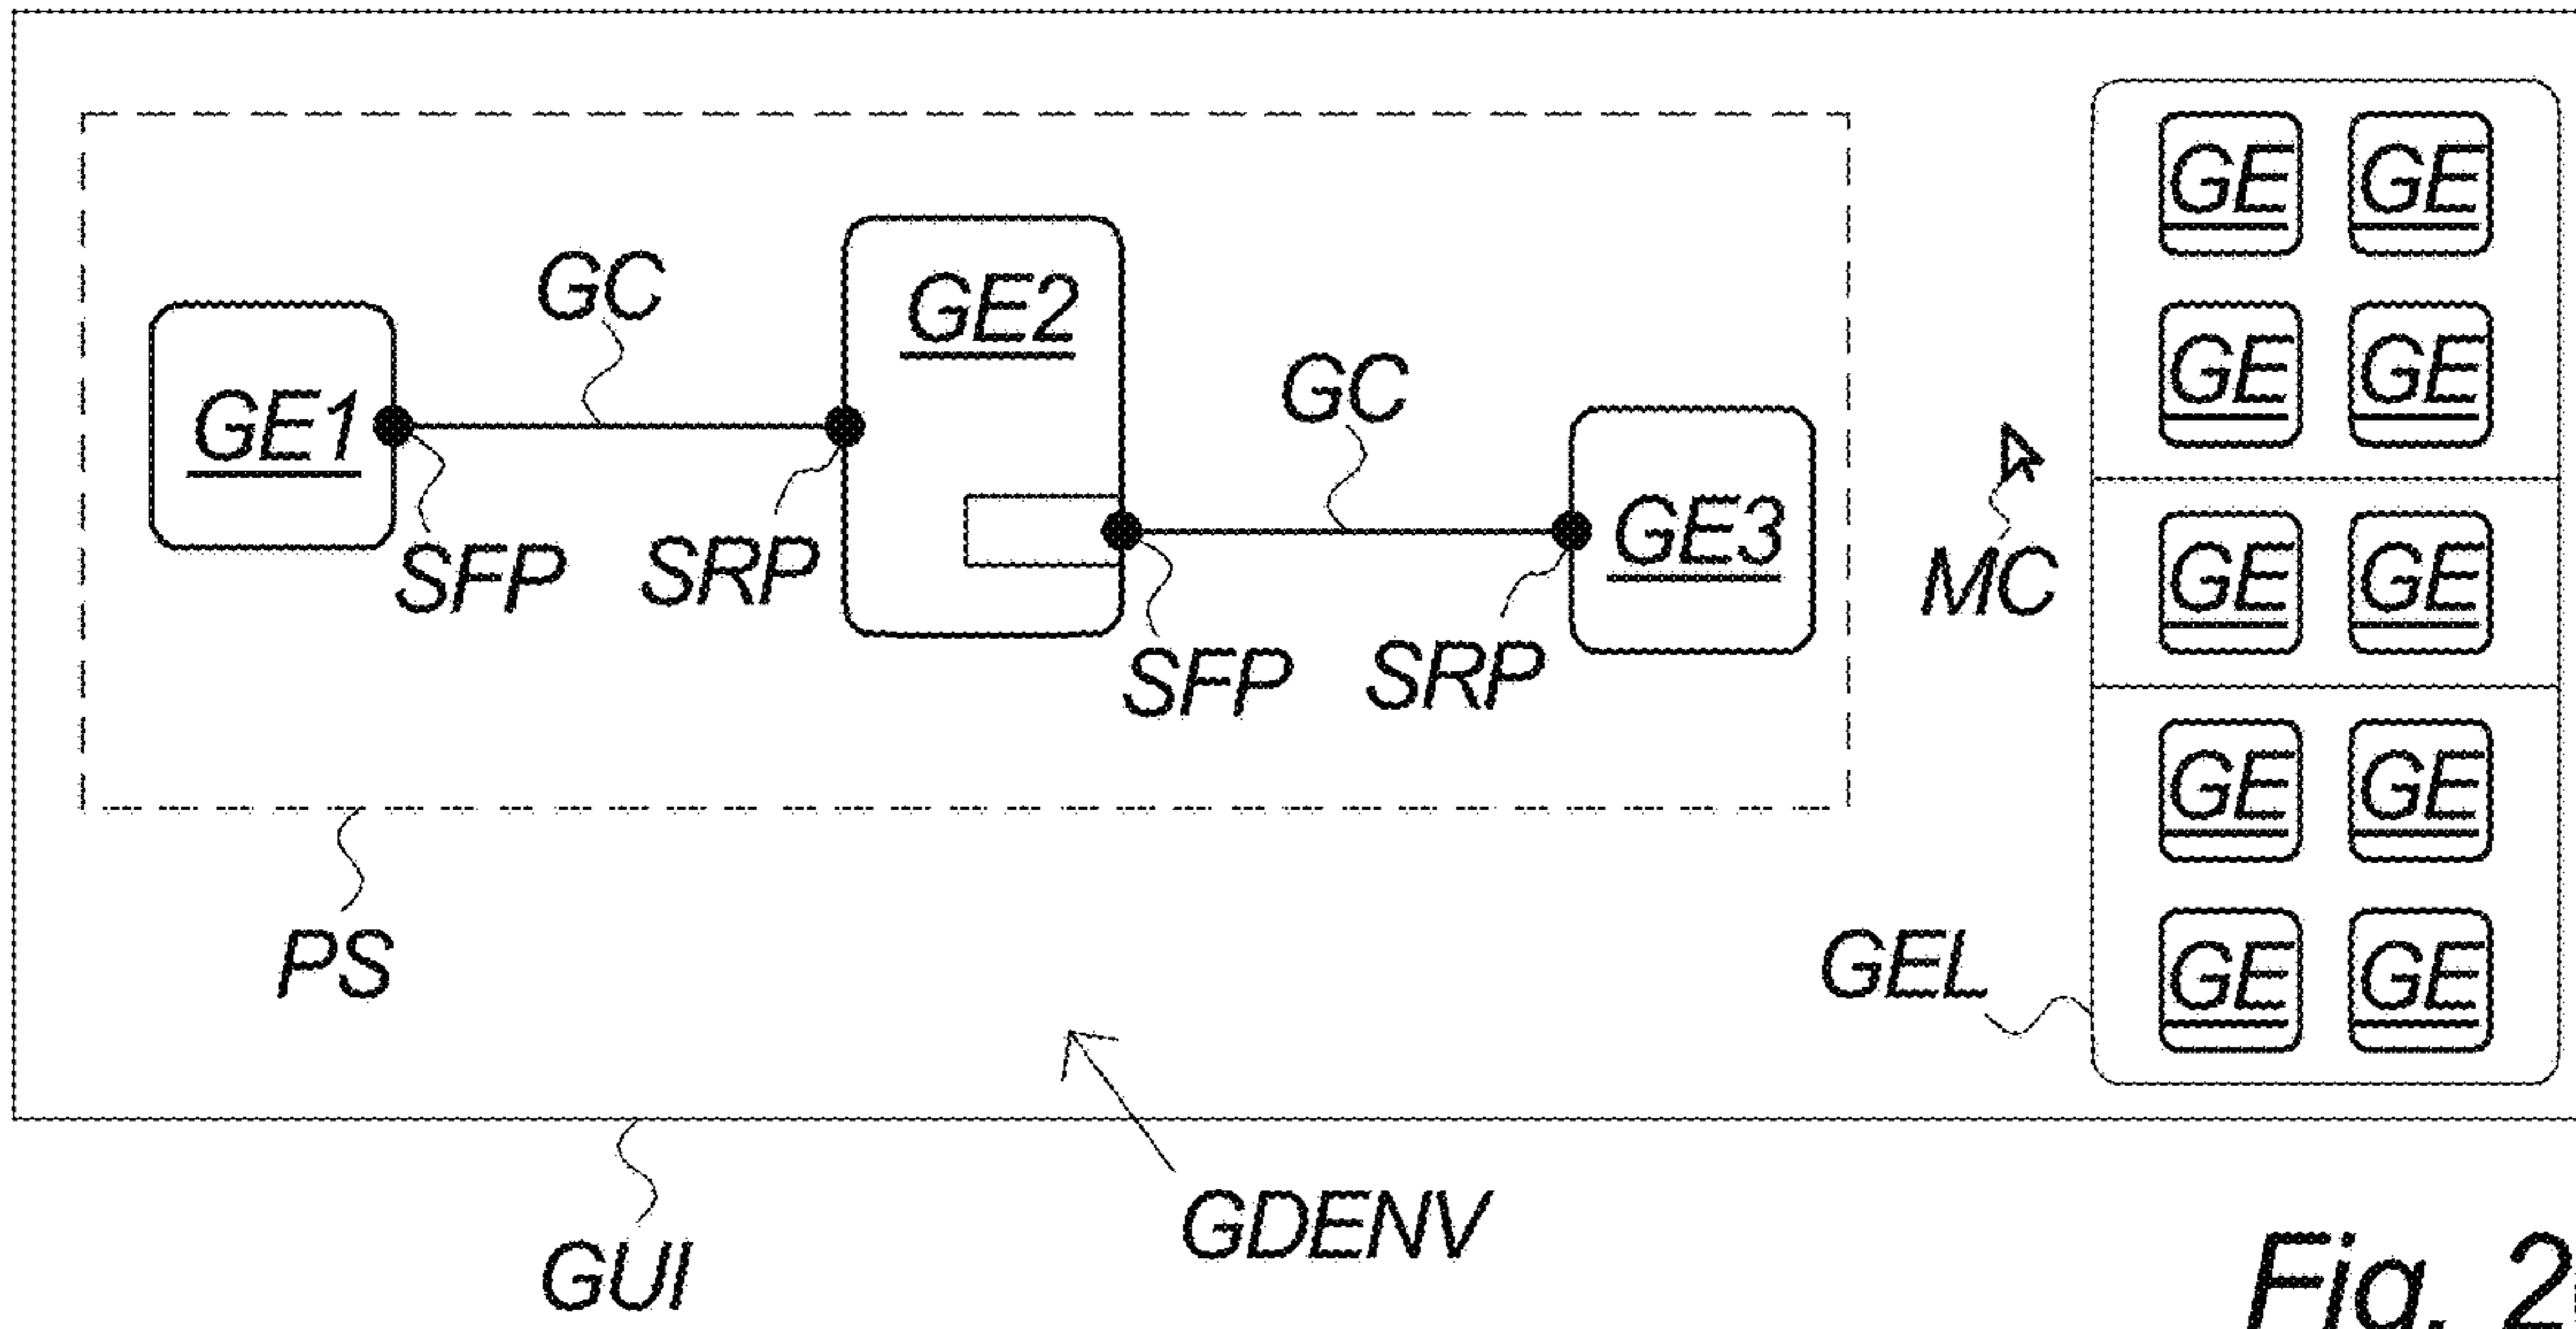 GE GE
GC
GE2
GE1
GC
GE GE
GE3
SFP
SRP
MC
GE GE
SFP
SRP
GE GE
PS
GEL
GE GE
GDENV
GUI
Fig. 2